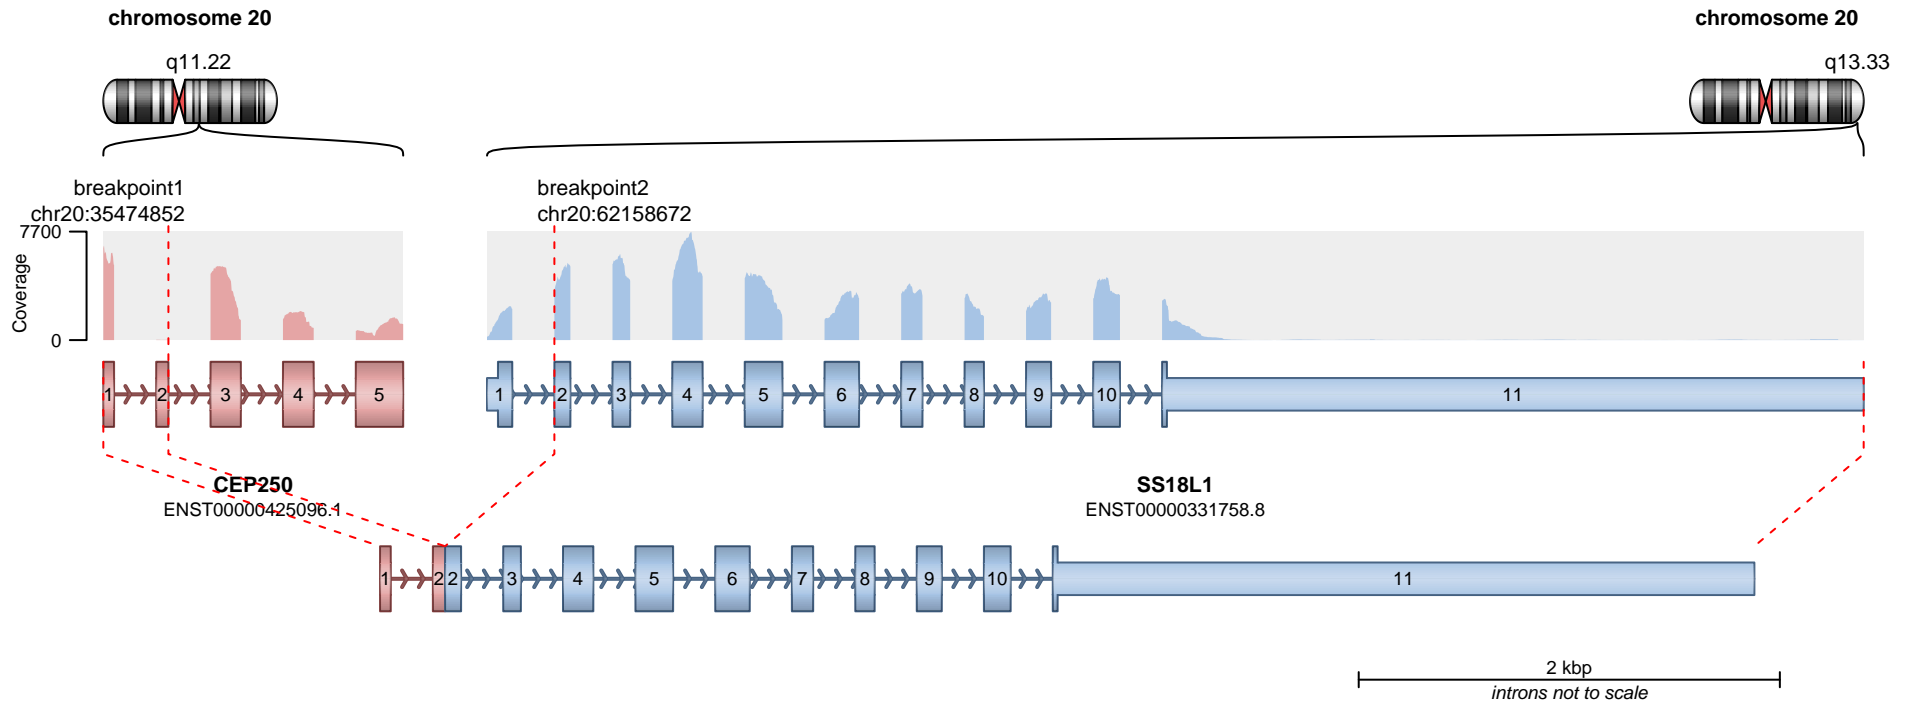 chromosome 20
chromosome 20
q11.22
q13.33
breakpoint1
chr20:35474852
breakpoint2
chr20:62158672
7700
Coverage
0
1 2 3 4 5
1 2 3 4 5 6 7 8 9 10 11
CEP250
ENST00000425096.1
SS18L1
ENST00000331758.8
1 2 2 3 4 5 6 7 8 9 10 11
2 kbp
introns not to scale